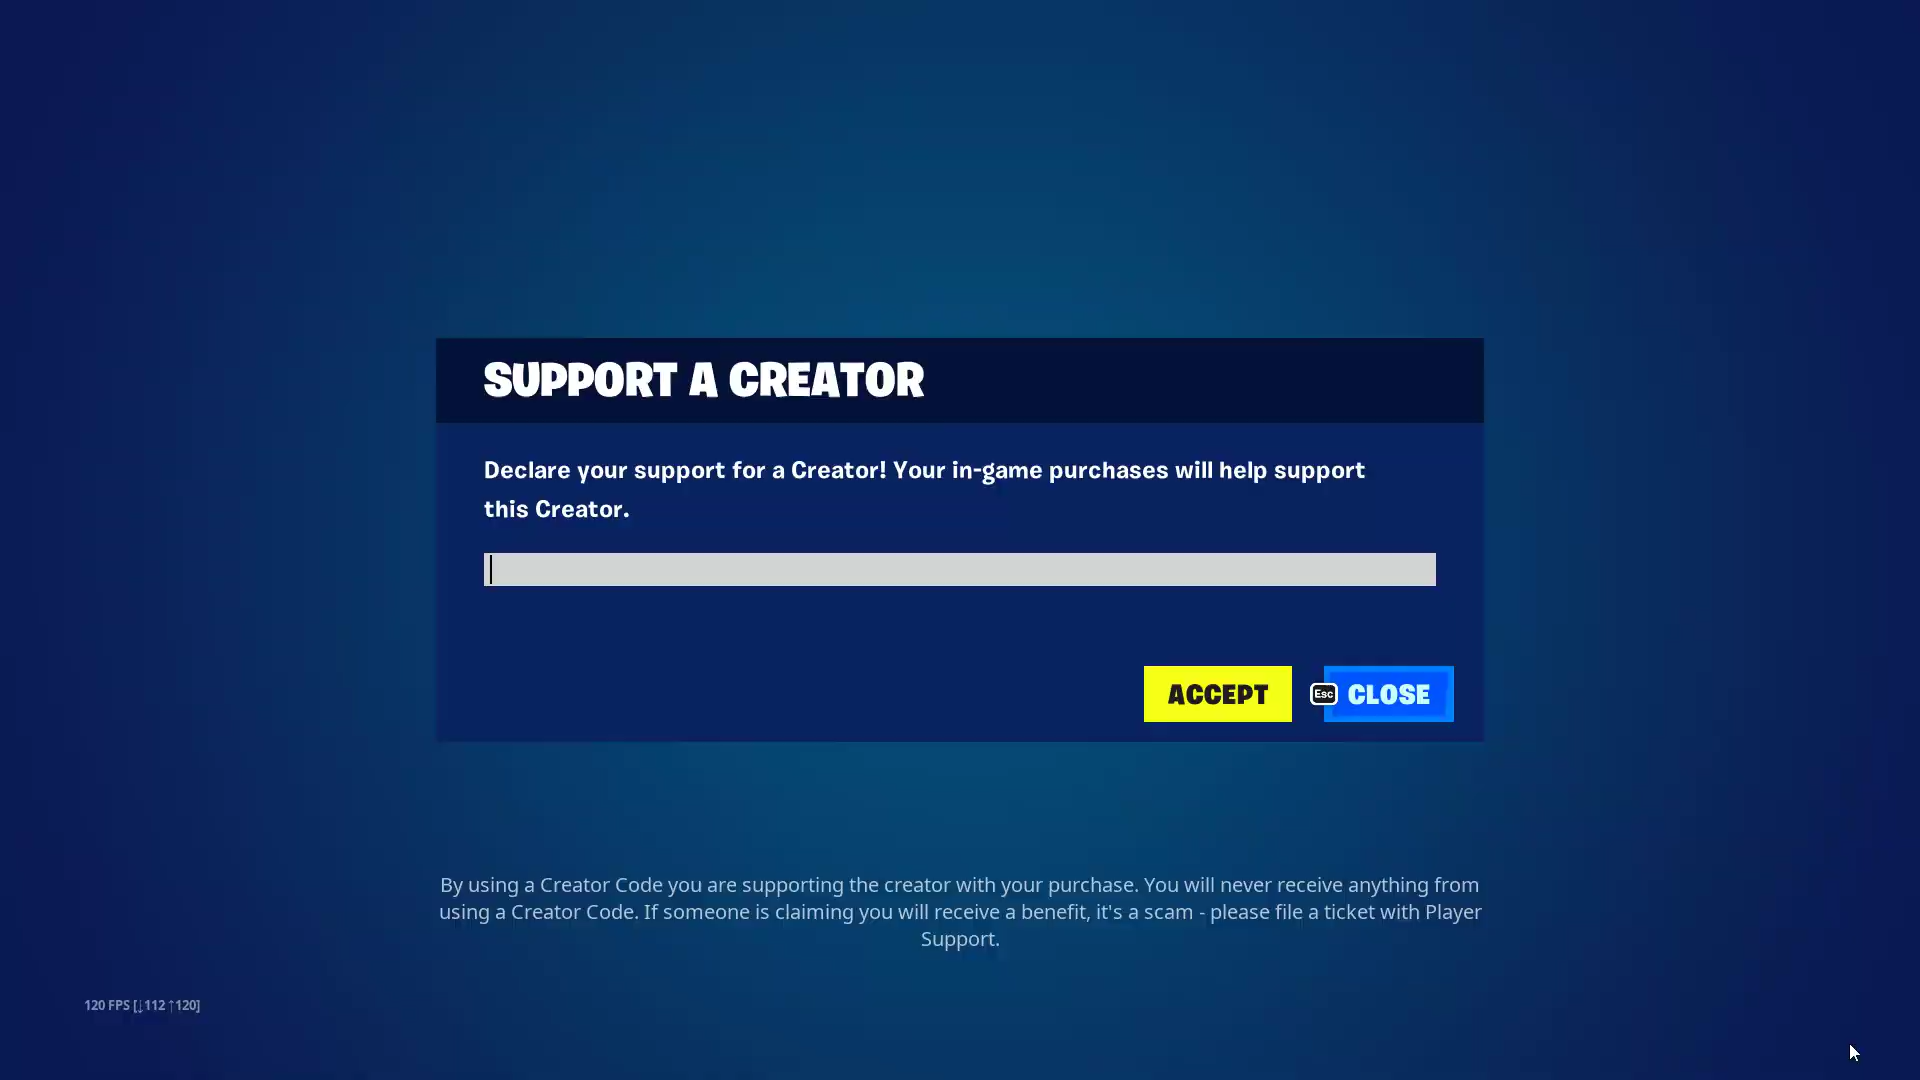 SUPPORT A CREATOR
Declare your support for a Creator! Your in-game purchases will help support
this Creator.
ACCEPT
Esc
CLOSE
By using a Creator Code you are supporting the creator with your purchase. You will never receive anything from
using a Creator Code. If someone is claiming you will receive a benefit, it's a scam - please file a ticket with Player
Support.
120 FPS [↓112 ↑120]